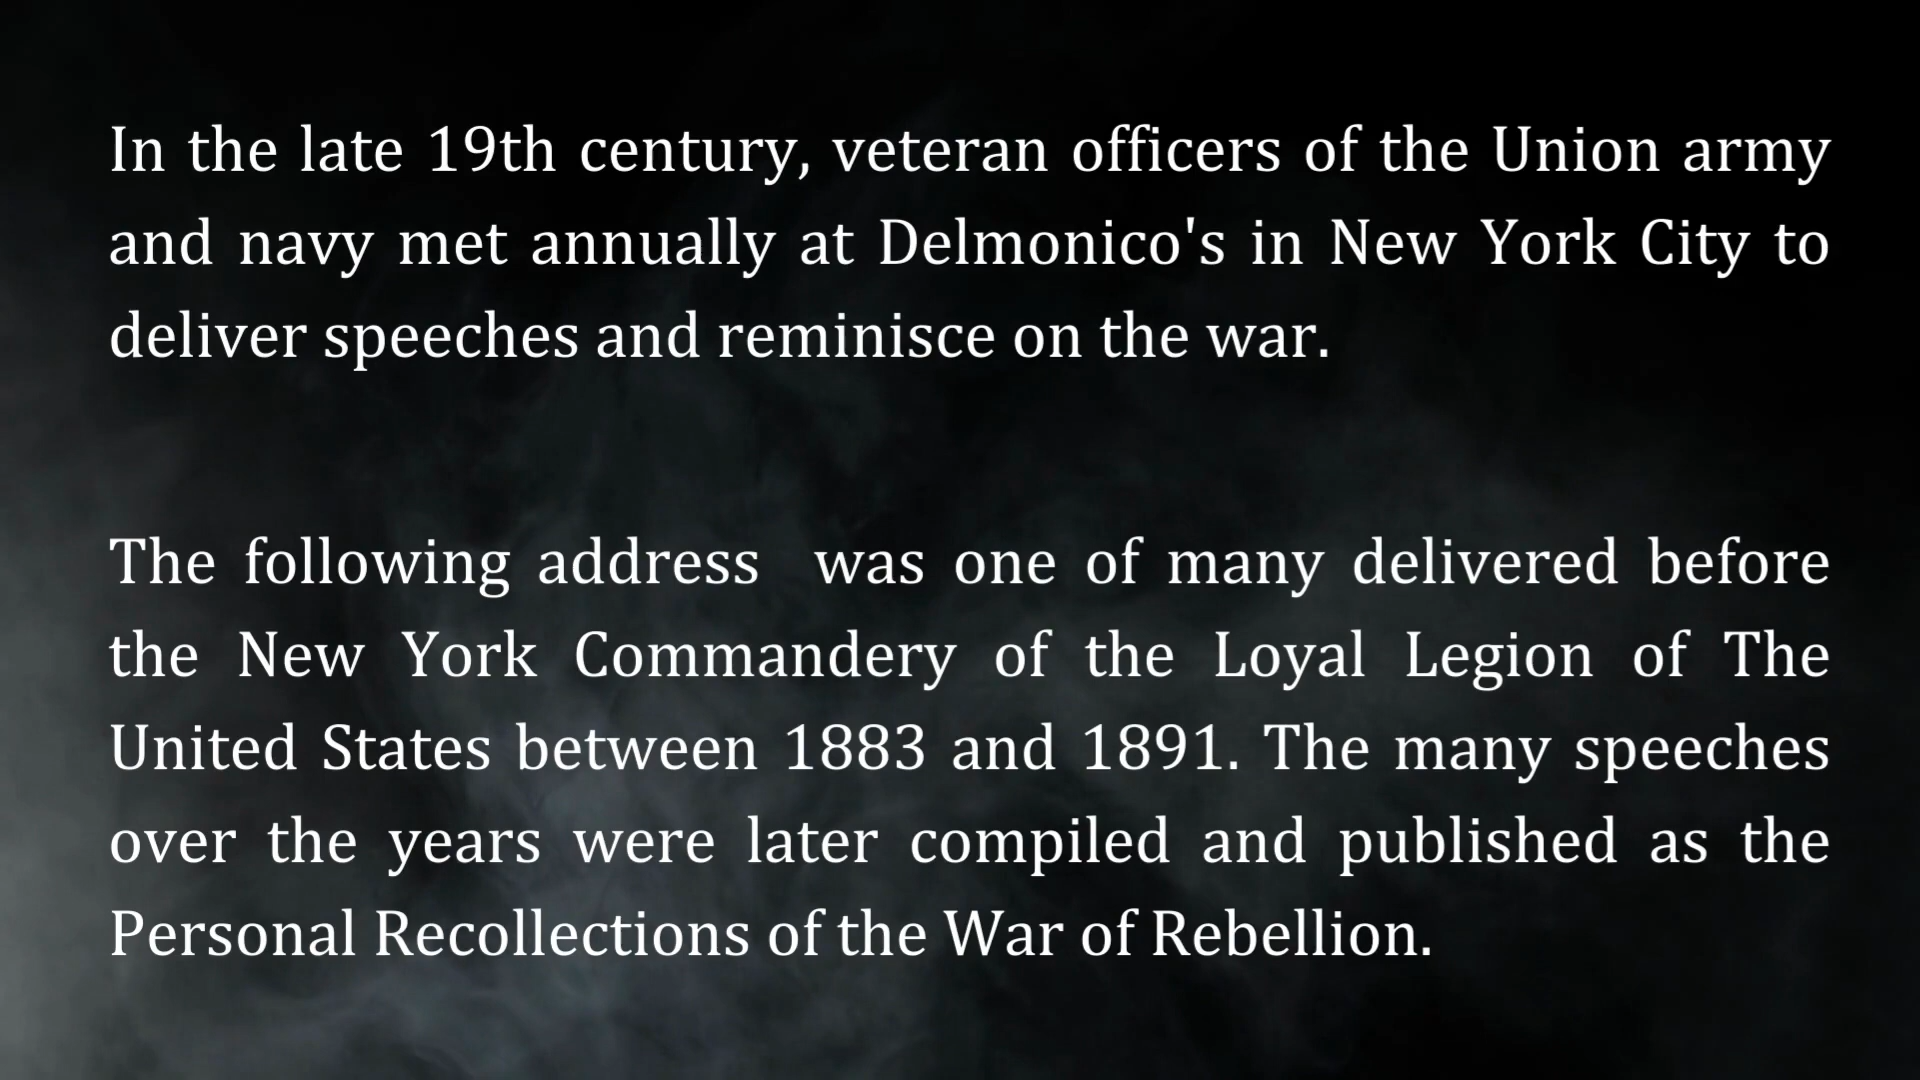 In the late 19th century, veteran officers of the Union army
and navy met annually at Delmonico's in New York City to
deliver speeches and reminisce on the war.
The following address  was one of many delivered before
the New York Commandery of the Loyal Legion of The
United States between 1883 and 1891. The many speeches
over the years were later compiled and published as the
Personal Recollections of the War of Rebellion.